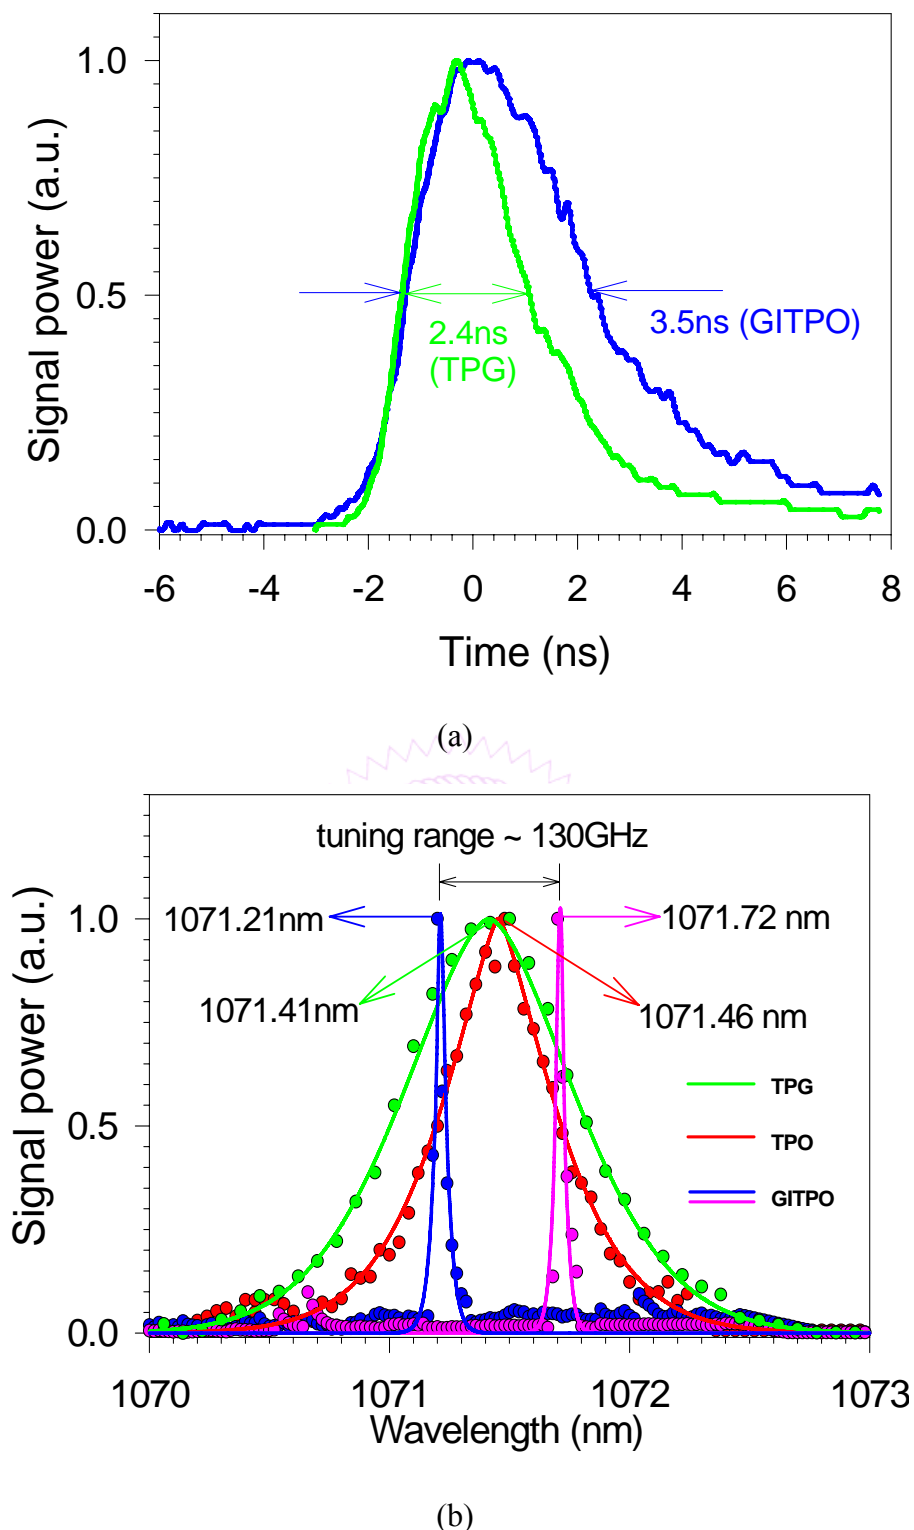 1.0
0.5
0.0
Signal power (a.u.)
2.4ns
(TPG)
3.5ns (GITPO)
-6 -4 -2 0 2 4 6 8
Time (ns)
(a)
tuning range ~ 130GHz
1071.21nm
1071.72 nm
1071.41nm
1071.46 nm
TPG
TPO
GITPO
1.0
0.5
0.0
Signal power (a.u.)
1070 1071 1072 1073
Wavelength (nm)
(b)